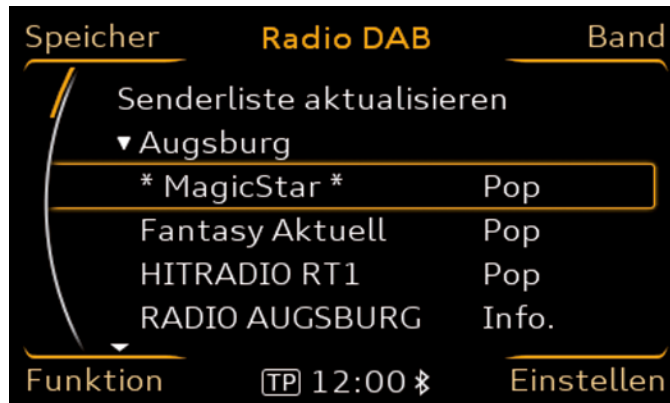 Speicher Radio DAB Band
Senderliste aktualisieren
Augsburg
* MagicStar * Pop
Fantasy Aktuell Pop
HITRADIO RT1 Pop
RADIO AUGSBURG Info.
Funktion TP 12:00 Einstellen